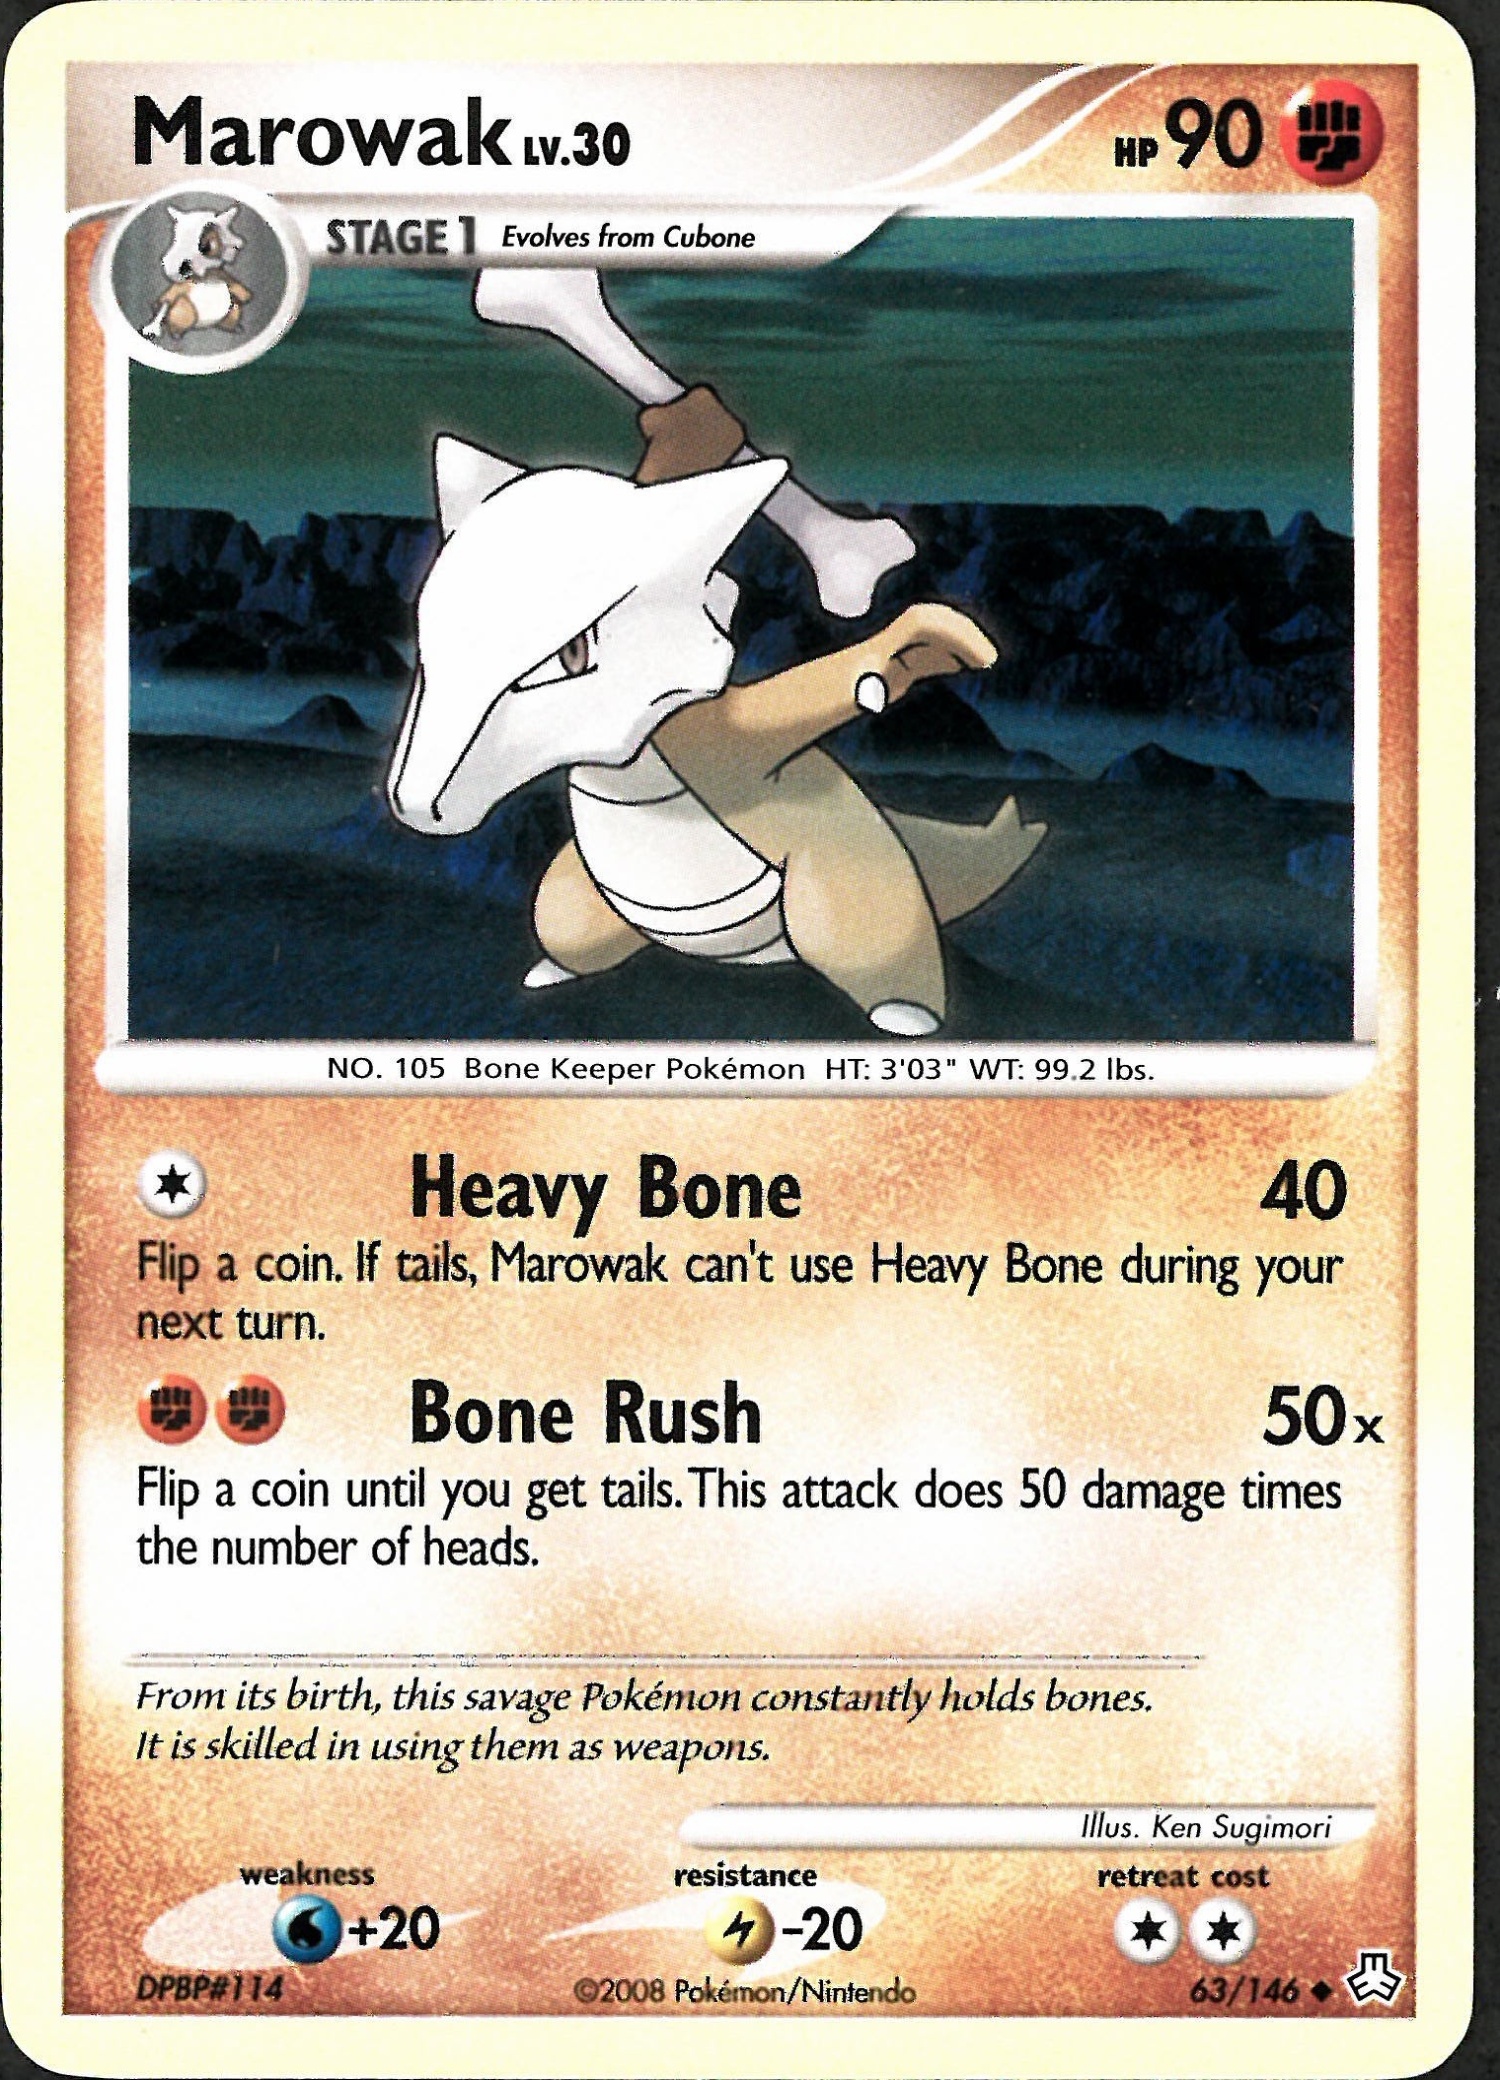 Marowak LV.30 HP 90
STAGE 1 Evolves from Cubone
NO. 105 Bone Keeper Pokémon HT: 3'03" WT: 99.2 lbs.
Heavy Bone 40
Flip a coin. If tails, Marowak can't use Heavy Bone during your
next turn.
Bone Rush 50x
Flip a coin until you get tails. This attack does 50 damage times
the number of heads.
From its birth, this savage Pokémon constantly holds bones.
It is skilled in using them as weapons.
Illus. Ken Sugimori
weakness resistance retreat cost
+20 -20
DPBP#114 ©2008 Pokémon/Nintendo 63/146